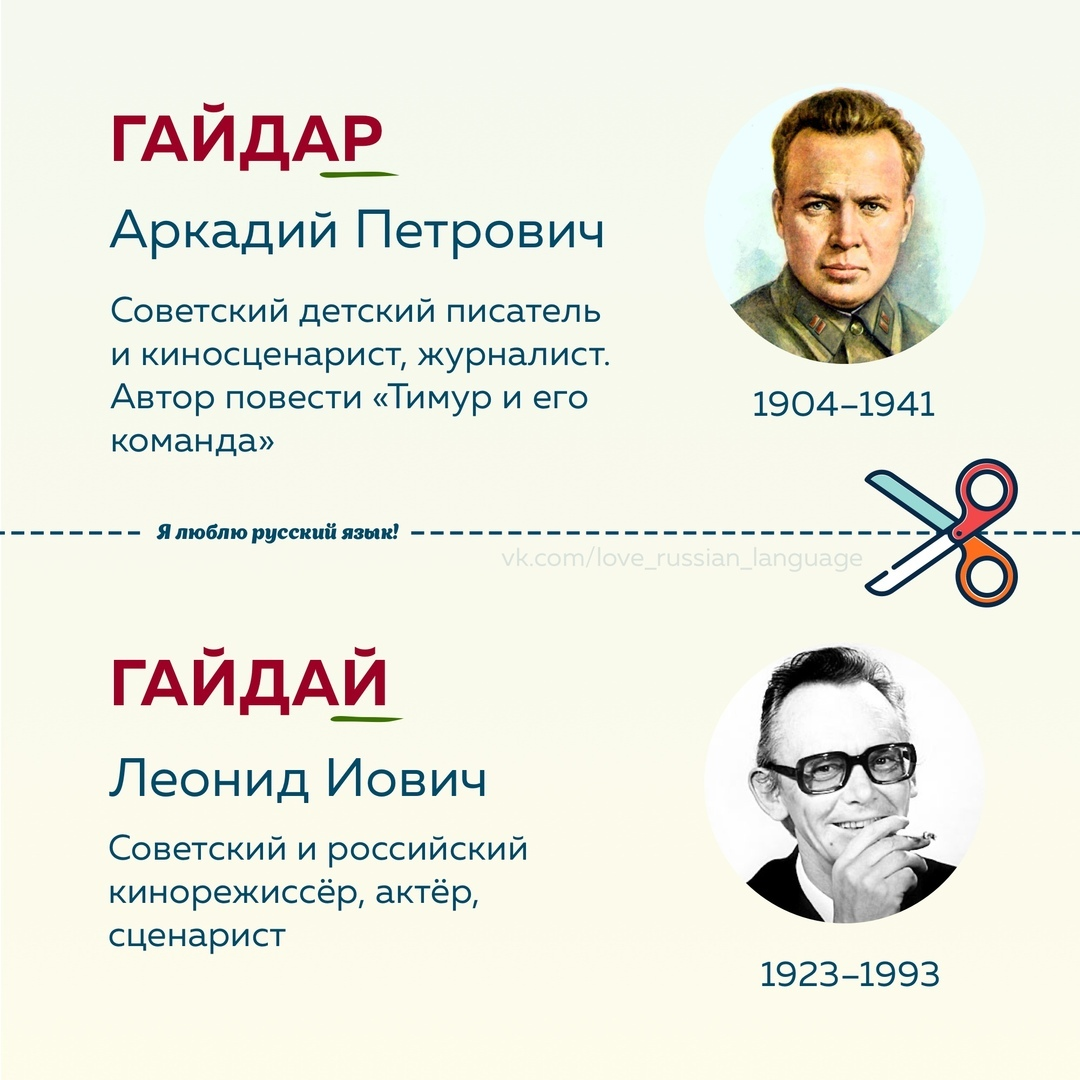 ГАЙДАР
Аркадий Петрович
Советский детский писатель
и киносценарист, журналист.
Автор повести «Тимур и его
команда»
1904–1941
Я люблю русский язык!
vk.com/love_russian_language
ГАЙДАЙ
Леонид Иович
Советский и российский
кинорежиссёр, актёр,
сценарист
1923–1993